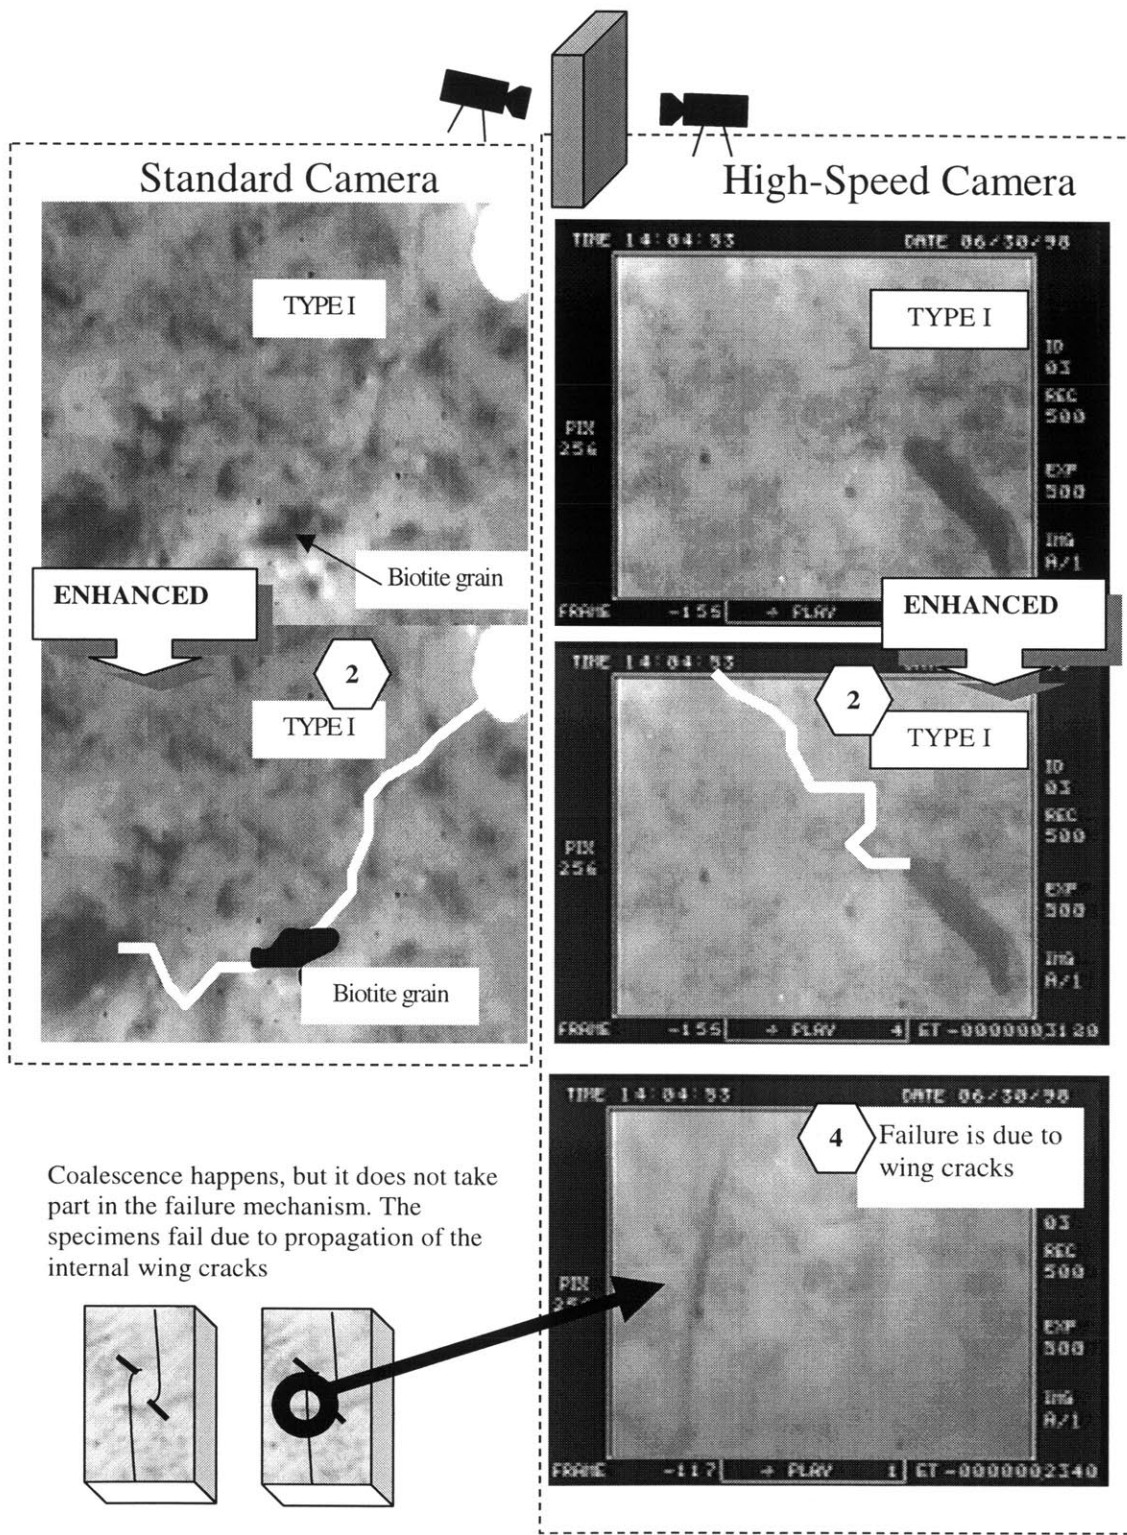 Standard Camera
TYPE I
Biotite grain
ENHANCED
2
TYPE I
Biotite grain
High-Speed Camera
TIME 14:04:53 DATE 06/30/98
TYPE I
ID
03
REC
500
PIX
256
EXP
500
IMG
A/1
FRAME -156 → PLAY
ENHANCED
TIME 14:04:53
2
TYPE I
ID
03
REC
500
PIX
256
EXP
500
IMG
A/1
FRAME -156 → PLAY 4 ET-0000003120
TIME 14:04:53 DATE 06/30/98
4
Failure is due to
wing cracks
03
REC
500
PIX
EXP
500
IMG
A/1
FRAME -117 → PLAY 1 ET-0000002340
Coalescence happens, but it does not take
part in the failure mechanism. The
specimens fail due to propagation of the
internal wing cracks